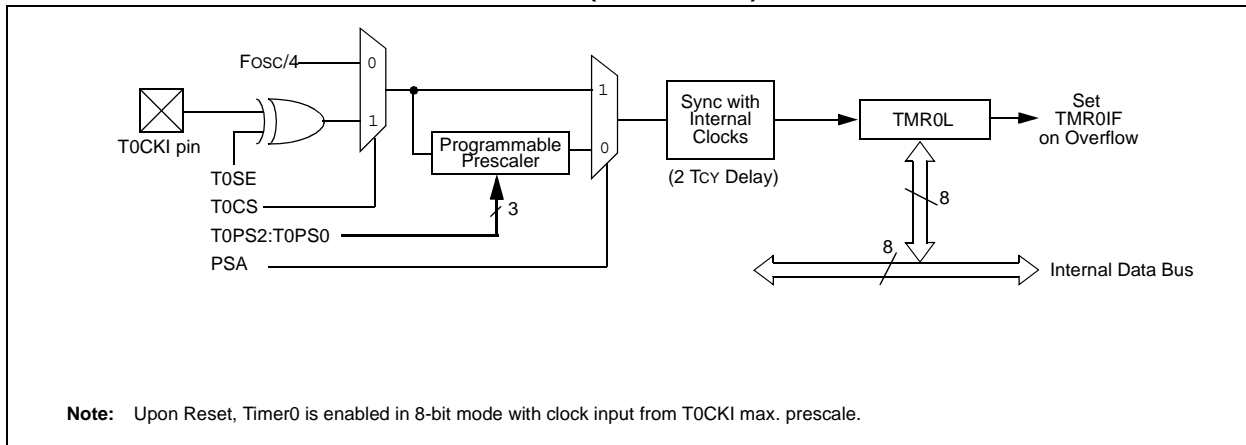 FOSC/4
0
1
T0CKI pin
T0SE
T0CS
T0PS2:T0PS0
PSA
Programmable
Prescaler
3
1
0
Sync with
Internal
Clocks
(2 TCY Delay)
TMR0L
Set
TMR0IF
on Overflow
8
8
Internal Data Bus
Note: Upon Reset, Timer0 is enabled in 8-bit mode with clock input from T0CKI max. prescale.